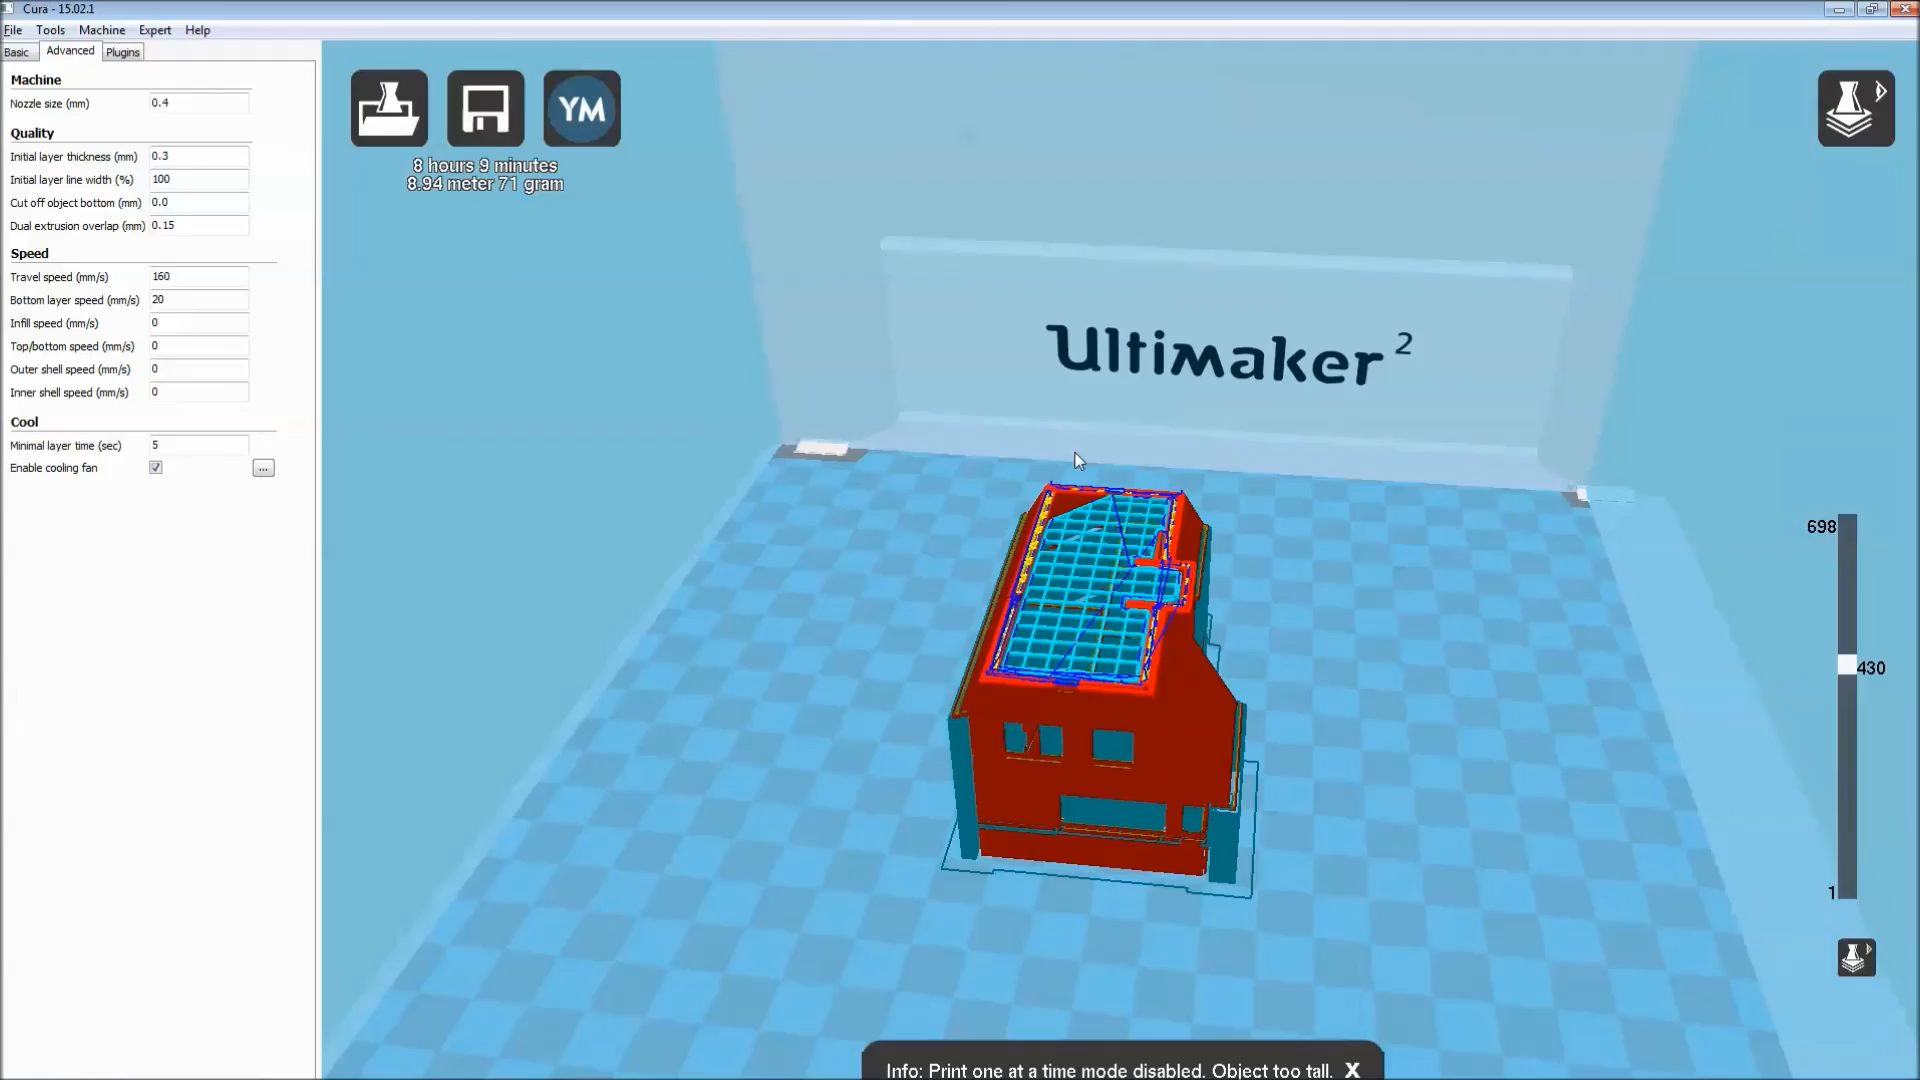 Cura - 15.02.1
File Tools Machine Expert Help
Basic Advanced Plugins
Machine
Nozzle size (mm) 0.4
Quality
Initial layer thickness (mm) 0.3
Initial layer line width (%) 100
Cut off object bottom (mm) 0.0
Dual extrusion overlap (mm) 0.15
Speed
Travel speed (mm/s) 160
Bottom layer speed (mm/s) 20
Infill speed (mm/s) 0
Top/bottom speed (mm/s) 0
Outer shell speed (mm/s) 0
Inner shell speed (mm/s) 0
Cool
Minimal layer time (sec) 5
Enable cooling fan ...
YM
8 hours 9 minutes
8.94 meter 71 gram
Ultimaker 2
698
430
1
Info: Print one at a time mode disabled. Object too tall. X